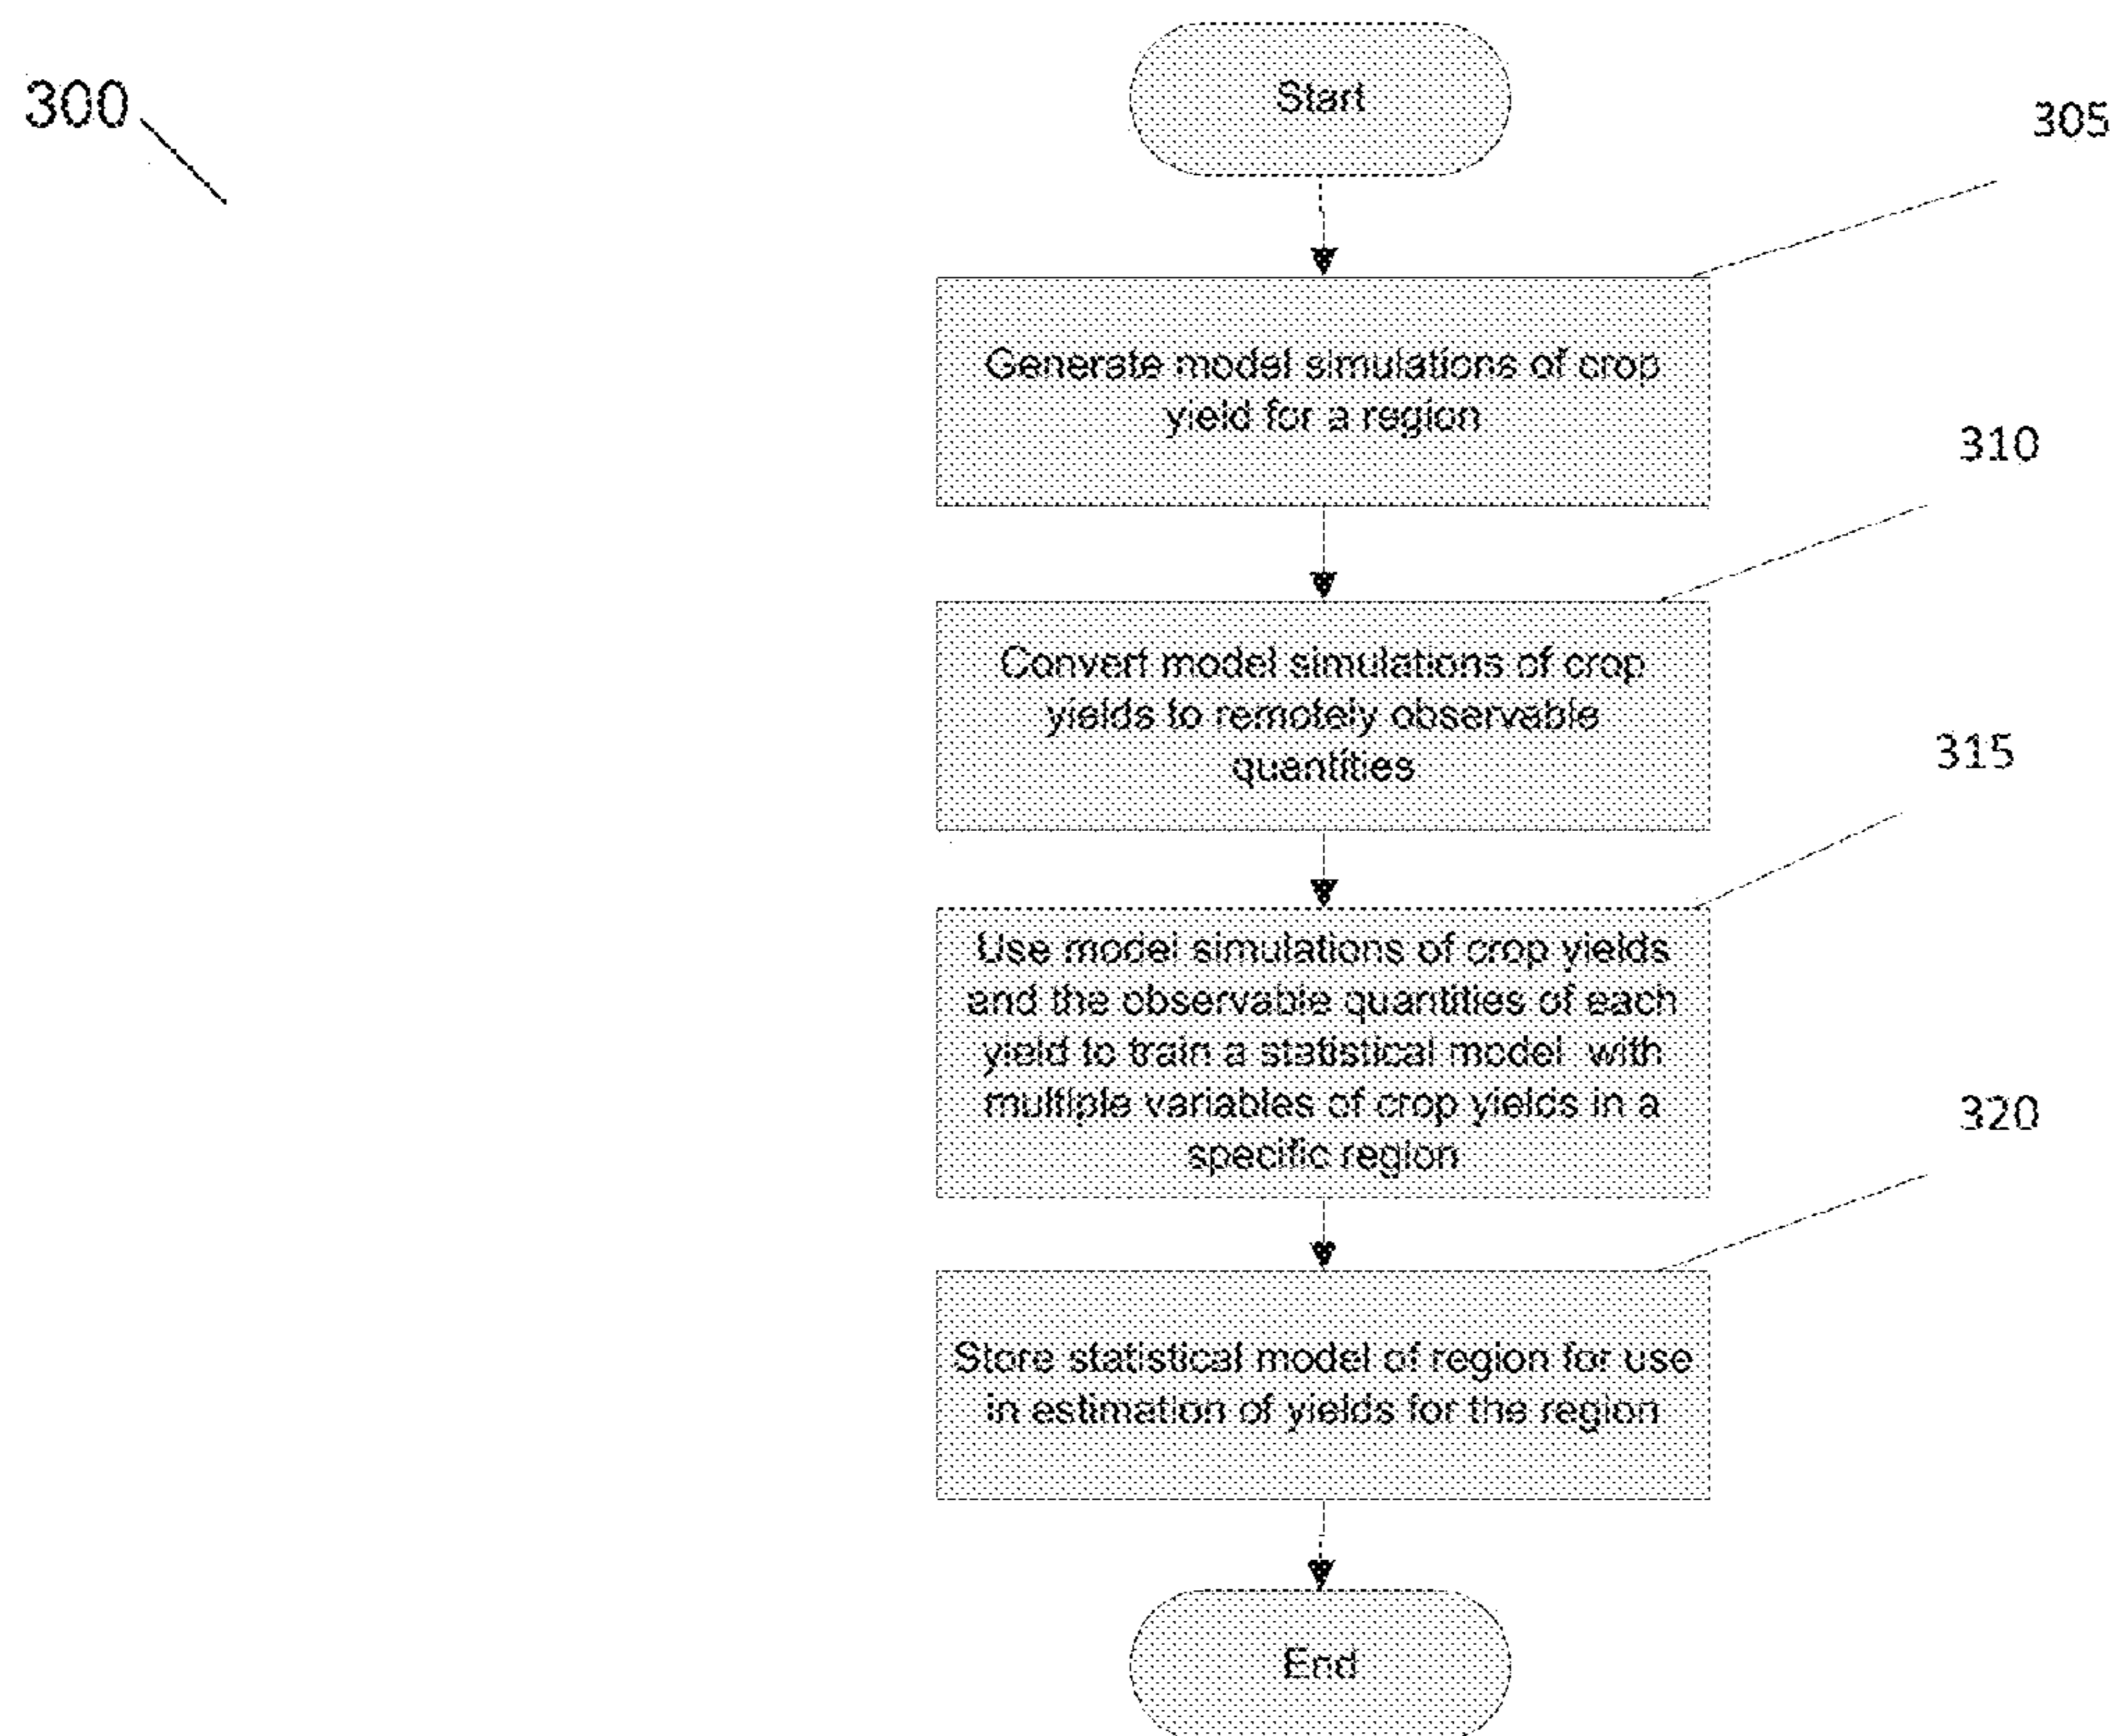 300
Start
305
Generate model simulations of crop
yield for a region
310
Convert model simulations of crop
yields to remotely observable
quantities
315
Use model simulations of crop yields
and the observable quantities of each
yield to train a statistical model with
multiple variables of crop yields in a
specific region
320
Store statistical model of region for use
in estimation of yields for the region
End